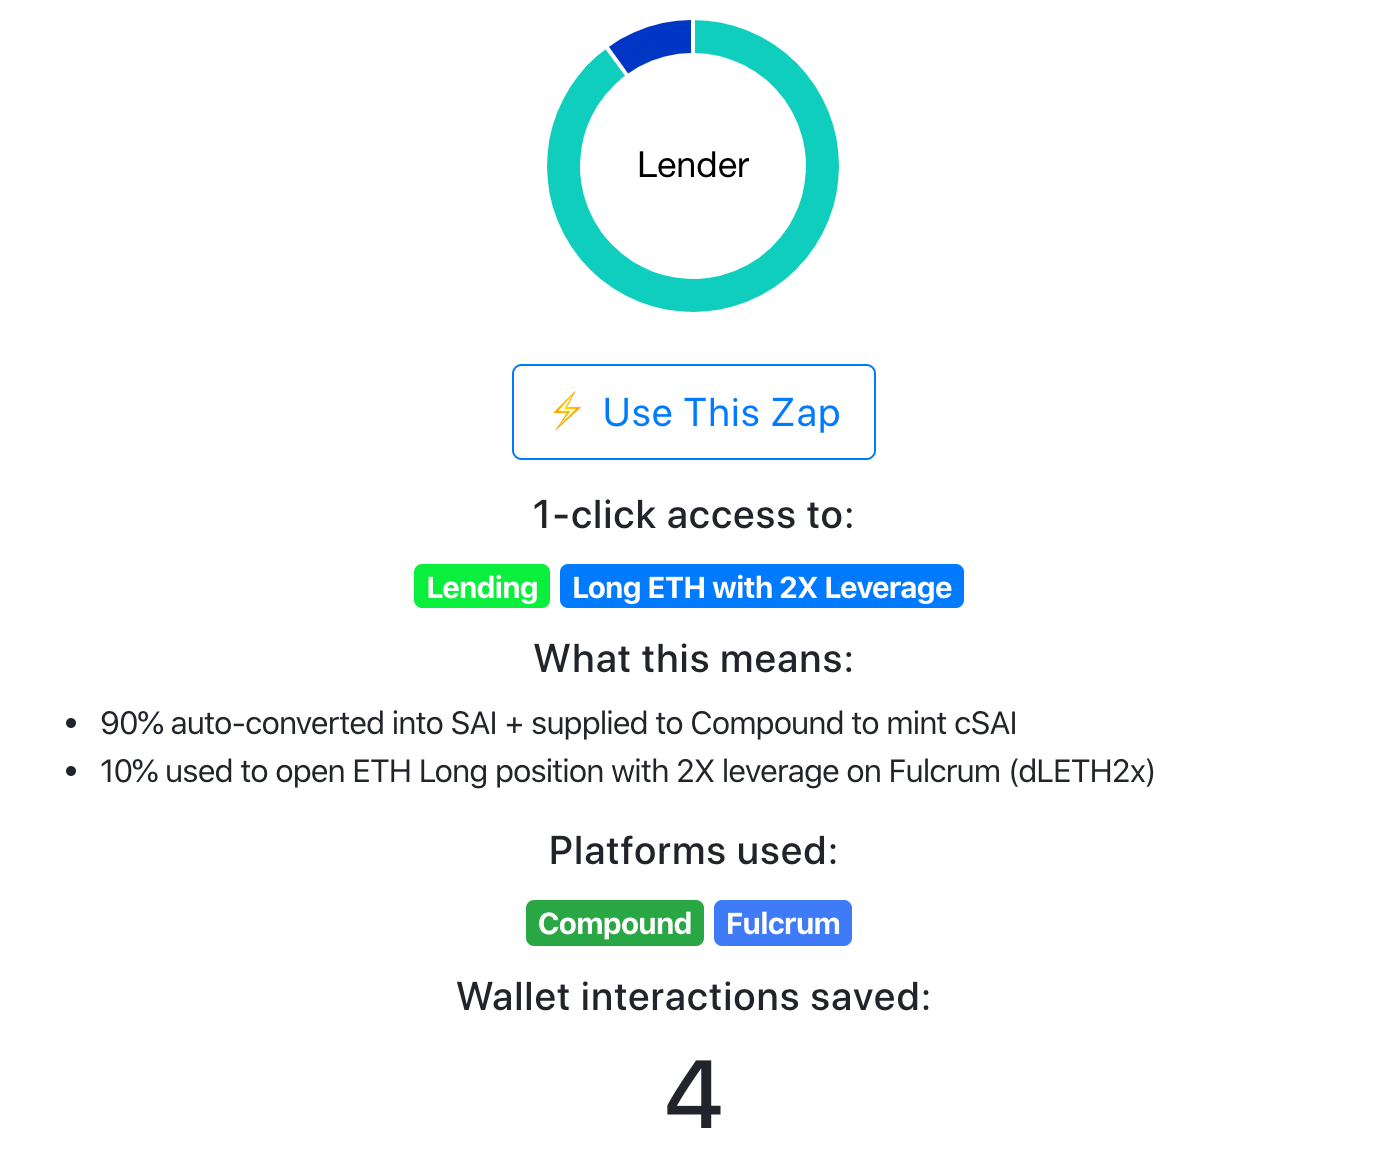 Lender
⚡ Use This Zap
1-click access to:
Lending Long ETH with 2X Leverage
What this means:
• 90% auto-converted into SAI + supplied to Compound to mint cSAI
• 10% used to open ETH Long position with 2X leverage on Fulcrum (dLETH2x)
Platforms used:
Compound Fulcrum
Wallet interactions saved:
4